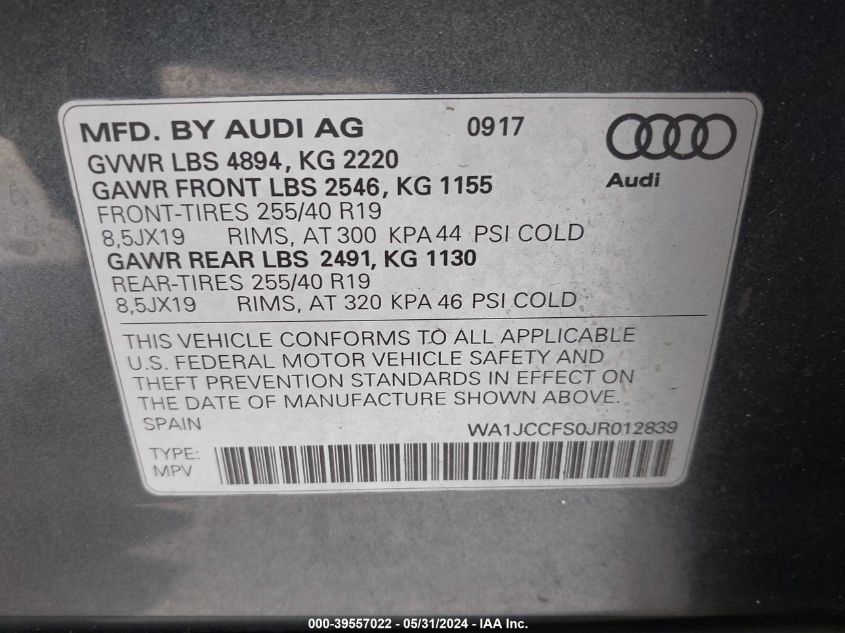 MFD. BY AUDI AG 0917
GVWR LBS 4894, KG 2220
Audi
GAWR FRONT LBS 2546, KG 1155
FRONT-TIRES 255/40 R19
8,5JX19 RIMS, AT 300 KPA 44 PSI COLD
GAWR REAR LBS 2491, KG 1130
REAR-TIRES 255/40 R19
8,5JX19 RIMS, AT 320 KPA 46 PSI COLD
THIS VEHICLE CONFORMS TO ALL APPLICABLE
U.S. FEDERAL MOTOR VEHICLE SAFETY AND
THEFT PREVENTION STANDARDS IN EFFECT ON
THE DATE OF MANUFACTURE SHOWN ABOVE.
SPAIN WA1JCCFS0JR012839
TYPE:
MPV
000-39557022 - 05/31/2024 - IAA Inc.